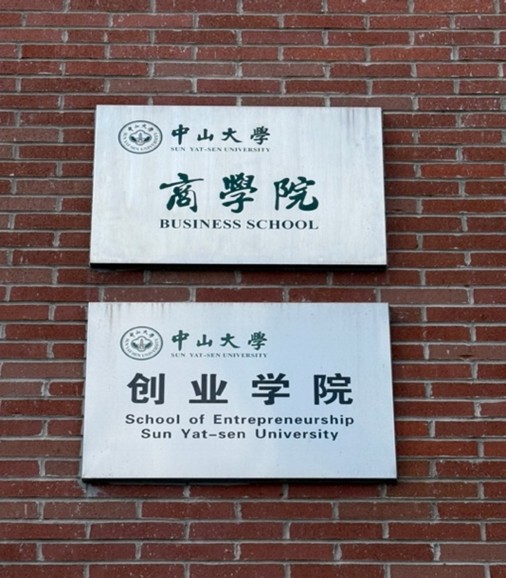 中山大學
SUN YAT-SEN UNIVERSITY
商學院
BUSINESS SCHOOL
中山大學
SUN YAT-SEN UNIVERSITY
创业学院
School of Entrepreneurship
Sun Yat-sen University